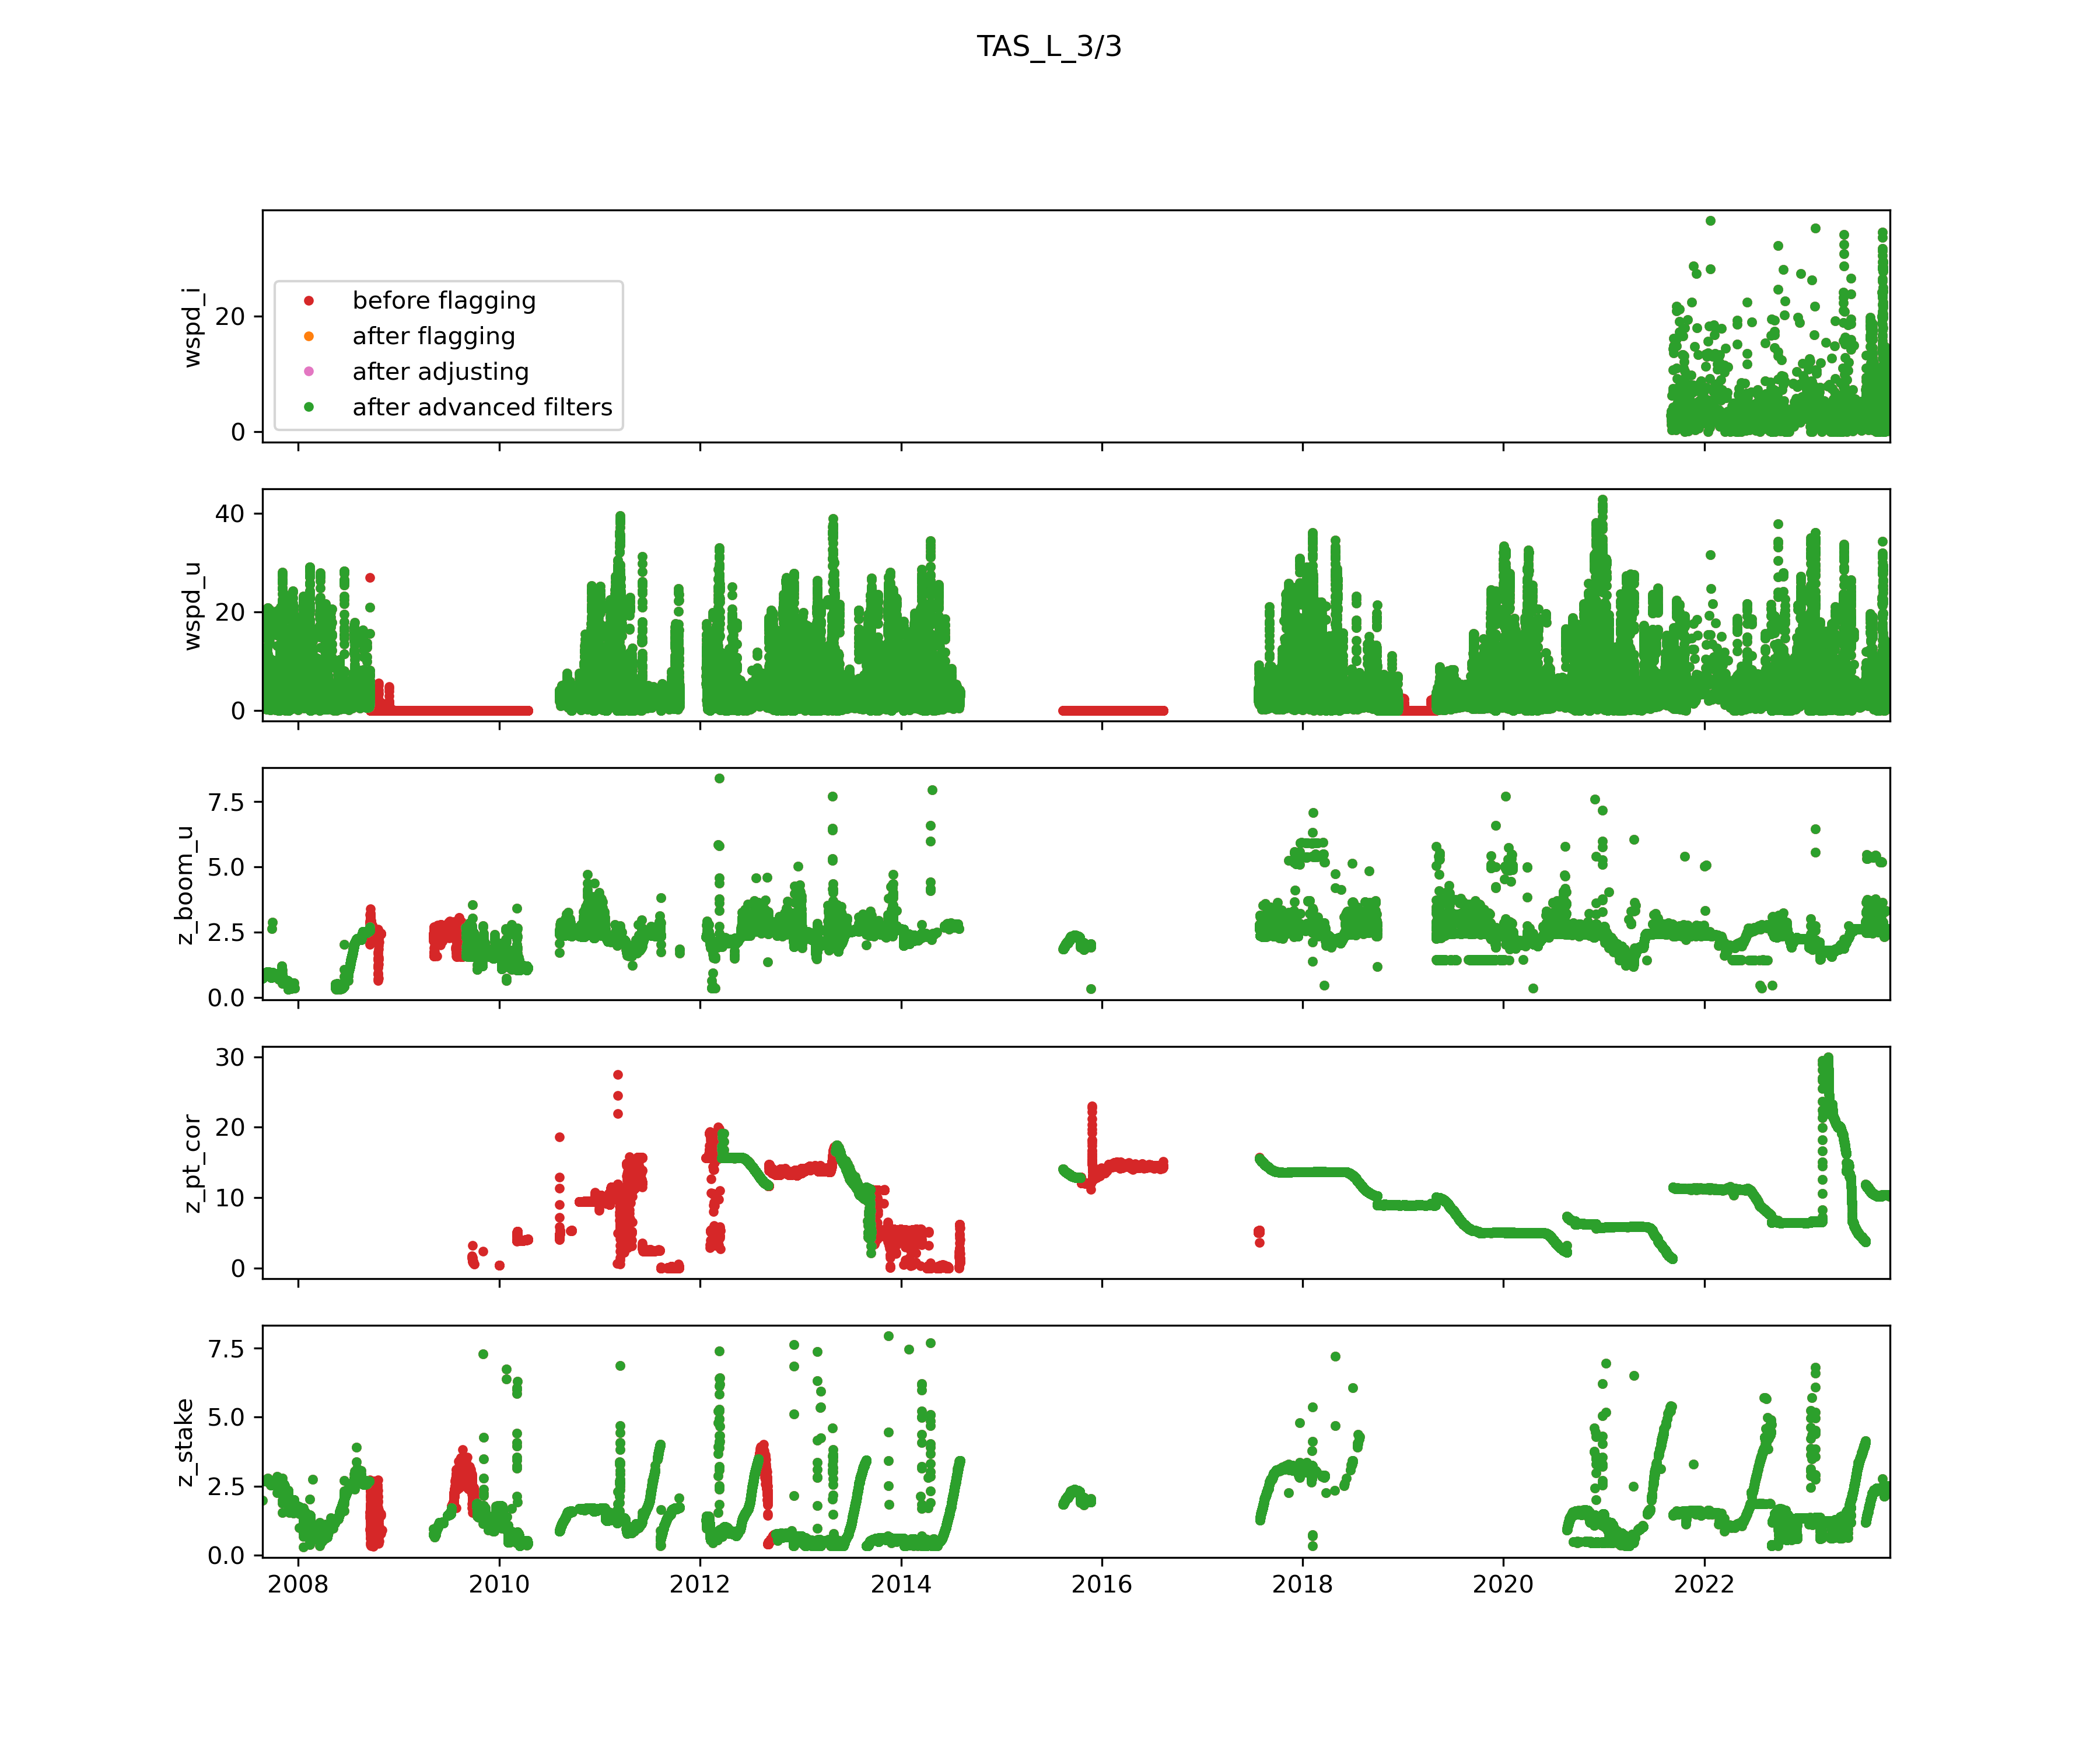 TAS_L_3/3
wspd_i
20
0
before flagging
after flagging
after adjusting
after advanced filters
wspd_u
40
20
0
z_boom_u
7.5
5.0
2.5
0.0
z_pt_cor
30
20
10
0
z_stake
7.5
5.0
2.5
0.0
2008 2010 2012 2014 2016 2018 2020 2022